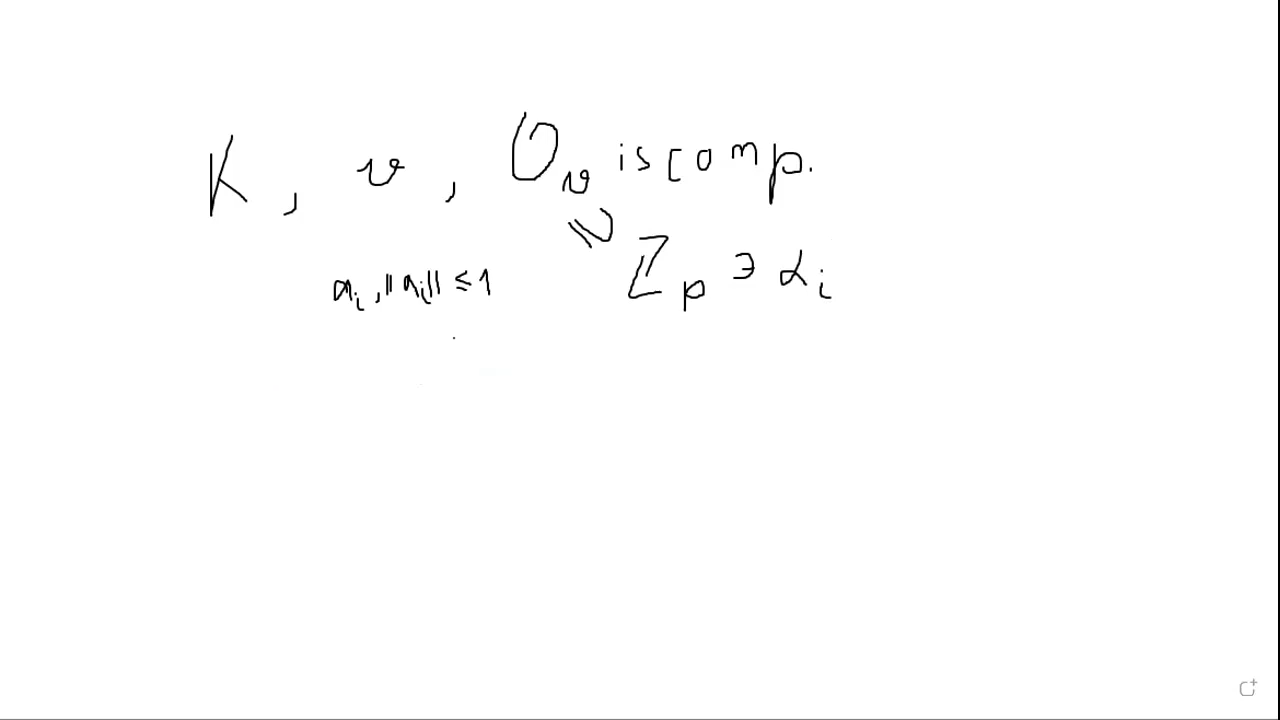 K, v, O_v is comp.
∪|
a_i, ||a_i|| ≤ 1 Z_p ∋ α_i